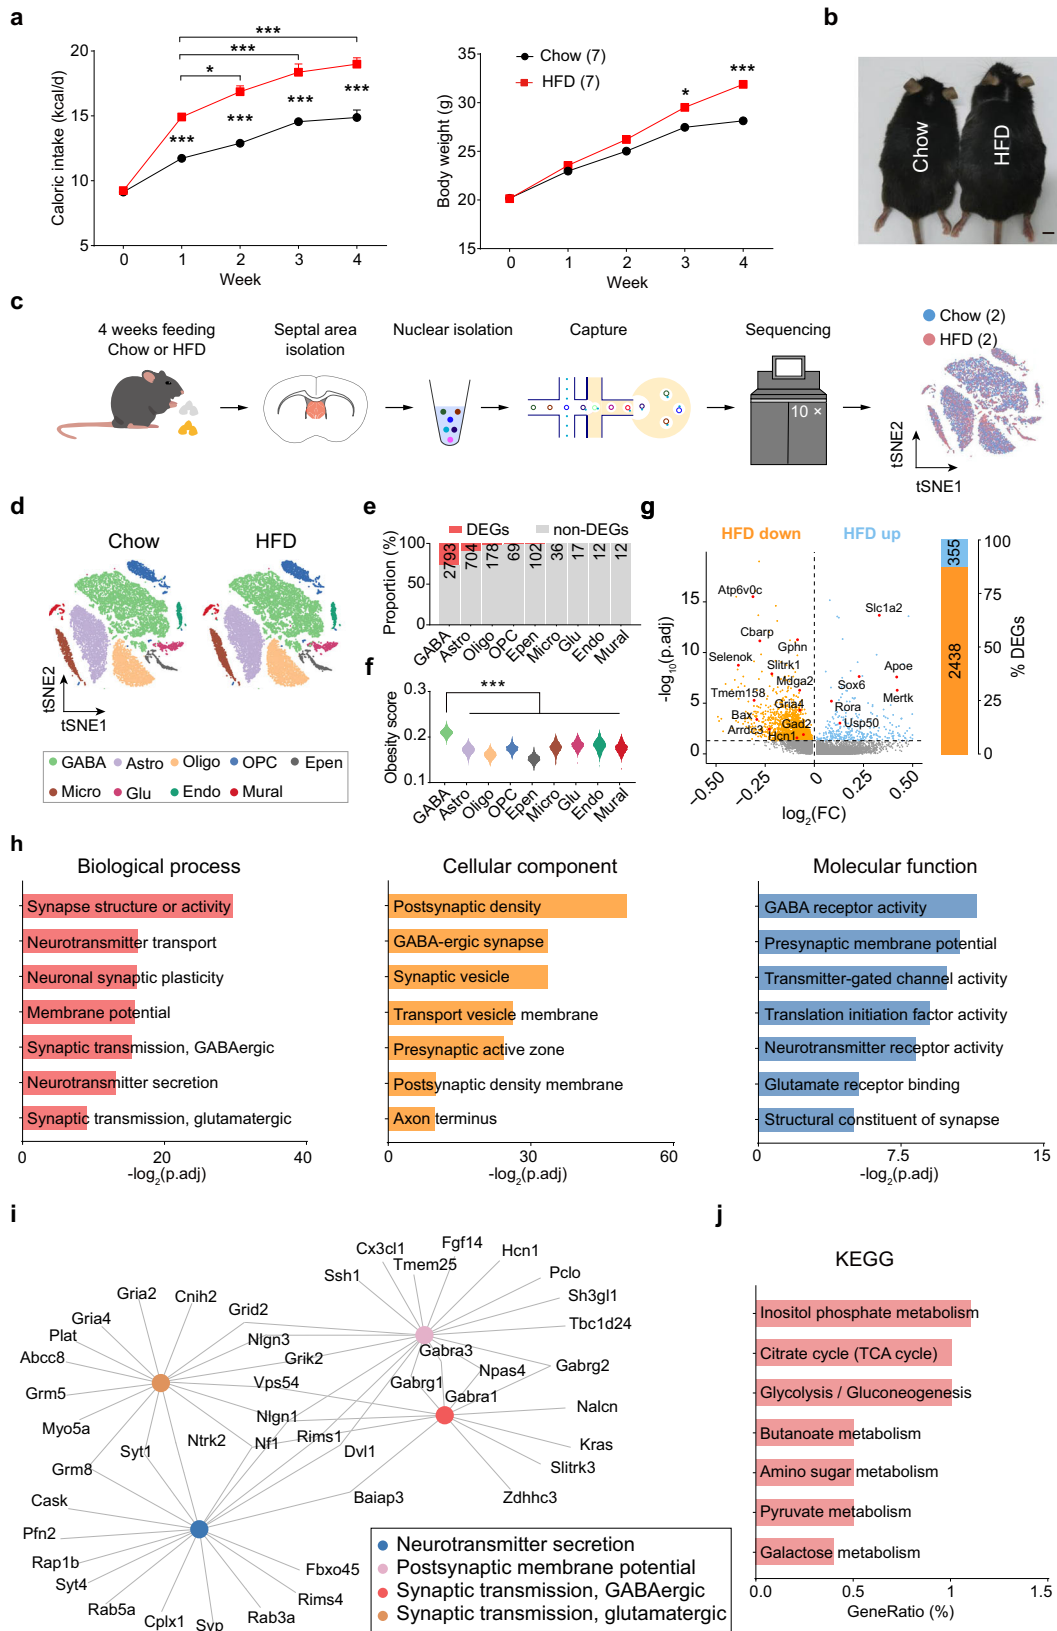 a
Caloric intake (kcal/d)
20
15
10
5
0
1
2
3
4
Week
***
***
*
***
***
***
***
Body weight (g)
35
30
25
20
15
0
1
2
3
4
Week
Chow (7)
HFD (7)
*
***
b
Chow
HFD
c
4 weeks feeding
Chow or HFD
Septal area
isolation
Nuclear isolation
Capture
Sequencing
10 ×
Chow (2)
HFD (2)
tSNE2
tSNE1
d
Chow
HFD
tSNE2
tSNE1
GABA
Astro
Oligo
OPC
Epen
Micro
Glu
Endo
Mural
e
DEGs
non-DEGs
Proportion (%)
100
50
0
2793
704
178
69
102
36
17
12
12
GABA
Astro
Oligo
OPC
Epen
Micro
Glu
Endo
Mural
f
Obesity score
0.3
0.2
0.1
***
GABA
Astro
Oligo
OPC
Epen
Micro
Glu
Endo
Mural
g
HFD down
HFD up
-log10(p.adj)
15
10
5
0
Atp6v0c
Slc1a2
Cbarp
Gphn
Selenok
Slitrk1
Apoe
Mdga2
Sox6
Tmem158
Gria4
Rora
Mertk
Bax
Gad2
Usp50
Arrdc3
Hcn1
−0.50
−0.25
0
0.25
0.50
log2(FC)
355
2438
100
75
50
25
0
% DEGs
h
Biological process
Synapse structure or activity
Neurotransmitter transport
Neuronal synaptic plasticity
Membrane potential
Synaptic transmission, GABAergic
Neurotransmitter secretion
Synaptic transmission, glutamatergic
0
20
40
-log2(p.adj)
Cellular component
Postsynaptic density
GABA-ergic synapse
Synaptic vesicle
Transport vesicle membrane
Presynaptic active zone
Postsynaptic density membrane
Axon terminus
0
30
60
-log2(p.adj)
Molecular function
GABA receptor activity
Presynaptic membrane potential
Transmitter-gated channel activity
Translation initiation factor activity
Neurotransmitter receptor activity
Glutamate receptor binding
Structural constituent of synapse
0
7.5
15
-log2(p.adj)
i
Cx3cl1
Fgf14
Hcn1
Ssh1
Tmem25
Pclo
Gria2
Cnih2
Sh3gl1
Gria4
Grid2
Tbc1d24
Plat
Nlgn3
Abcc8
Grik2
Gabra3
Npas4
Gabrg2
Grm5
Vps54
Gabrg1
Gabra1
Myo5a
Nlgn1
Nalcn
Syt1
Ntrk2
Nf1
Rims1
Dvl1
Kras
Grm8
Slitrk3
Cask
Baiap3
Zdhhc3
Pfn2
Rap1b
Fbxo45
Syt4
Rims4
Rab5a
Cplx1
Syp
Rab3a
Neurotransmitter secretion
Postsynaptic membrane potential
Synaptic transmission, GABAergic
Synaptic transmission, glutamatergic
j
KEGG
Inositol phosphate metabolism
Citrate cycle (TCA cycle)
Glycolysis / Gluconeogenesis
Butanoate metabolism
Amino sugar metabolism
Pyruvate metabolism
Galactose metabolism
0.0
0.5
1
1.5
GeneRatio (%)